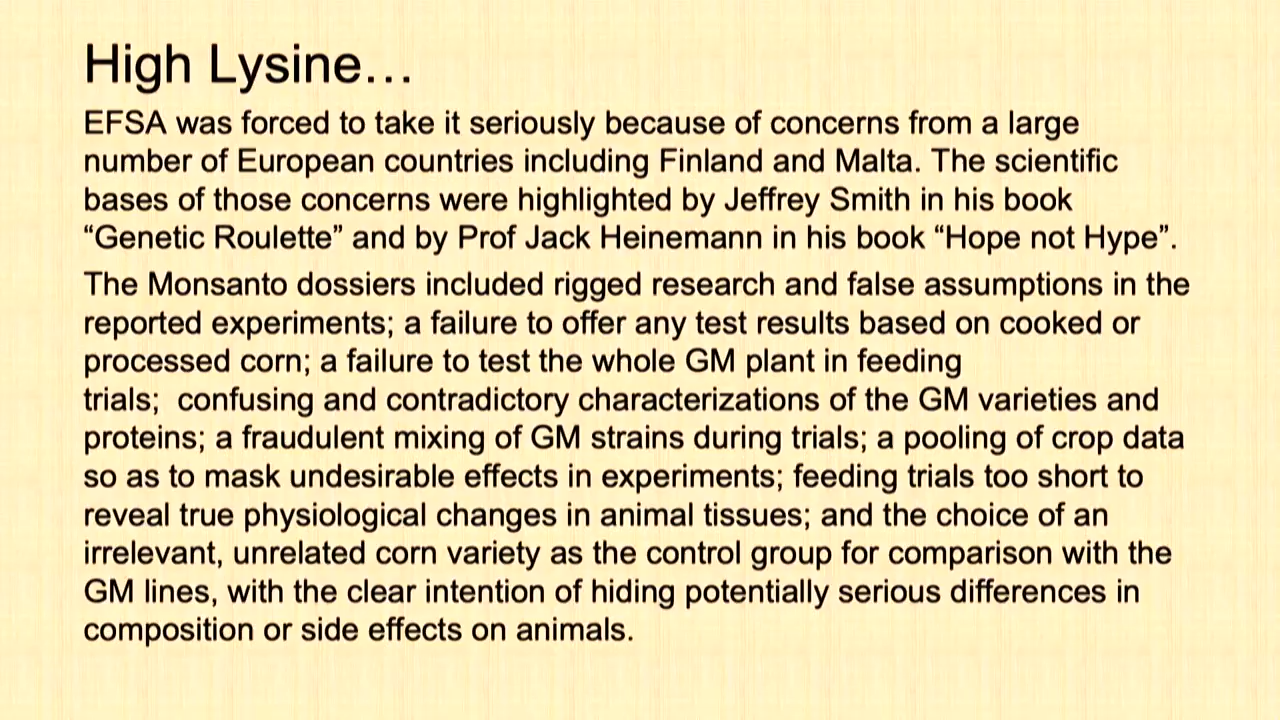 High Lysine…
EFSA was forced to take it seriously because of concerns from a large
number of European countries including Finland and Malta. The scientific
bases of those concerns were highlighted by Jeffrey Smith in his book
“Genetic Roulette” and by Prof Jack Heinemann in his book “Hope not Hype”.
The Monsanto dossiers included rigged research and false assumptions in the
reported experiments; a failure to offer any test results based on cooked or
processed corn; a failure to test the whole GM plant in feeding
trials;  confusing and contradictory characterizations of the GM varieties and
proteins; a fraudulent mixing of GM strains during trials; a pooling of crop data
so as to mask undesirable effects in experiments; feeding trials too short to
reveal true physiological changes in animal tissues; and the choice of an
irrelevant, unrelated corn variety as the control group for comparison with the
GM lines, with the clear intention of hiding potentially serious differences in
composition or side effects on animals.